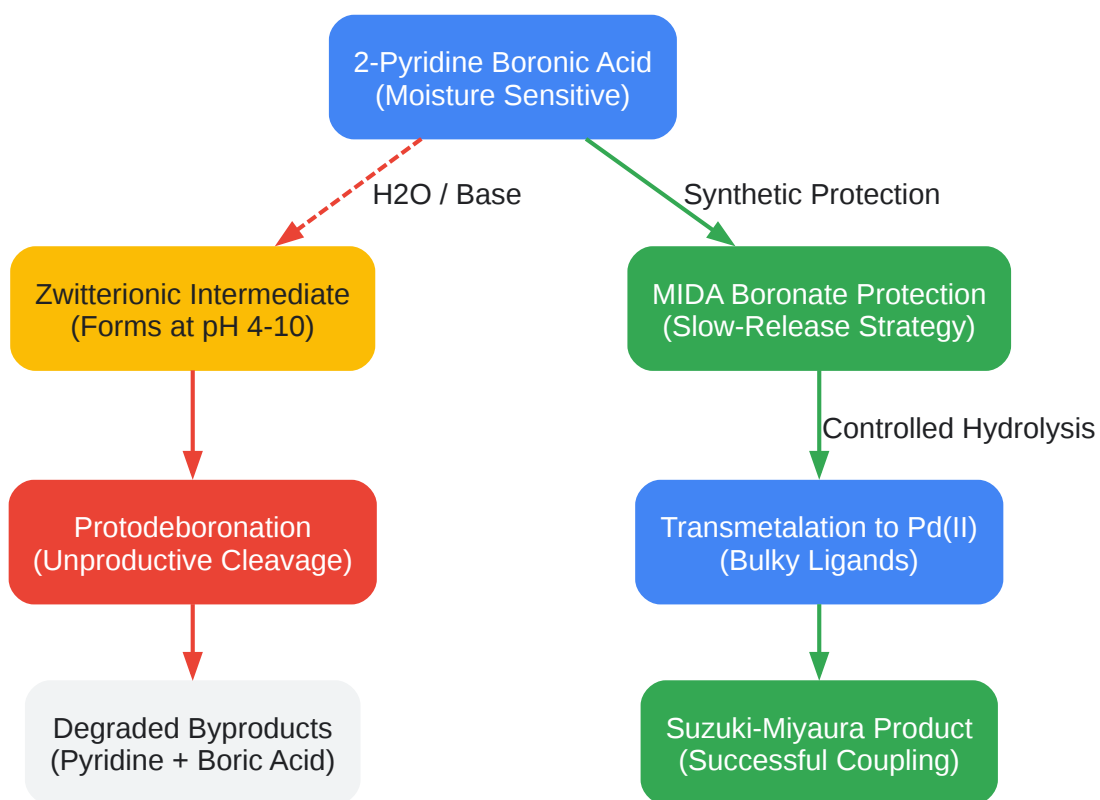 2-Pyridine Boronic Acid
(Moisture Sensitive)
H2O / Base
Synthetic Protection
Zwitterionic Intermediate
(Forms at pH 4-10)
MIDA Boronate Protection
(Slow-Release Strategy)
Controlled Hydrolysis
Protodeboronation
(Unproductive Cleavage)
Transmetalation to Pd(II)
(Bulky Ligands)
Degraded Byproducts
(Pyridine + Boric Acid)
Suzuki-Miyaura Product
(Successful Coupling)